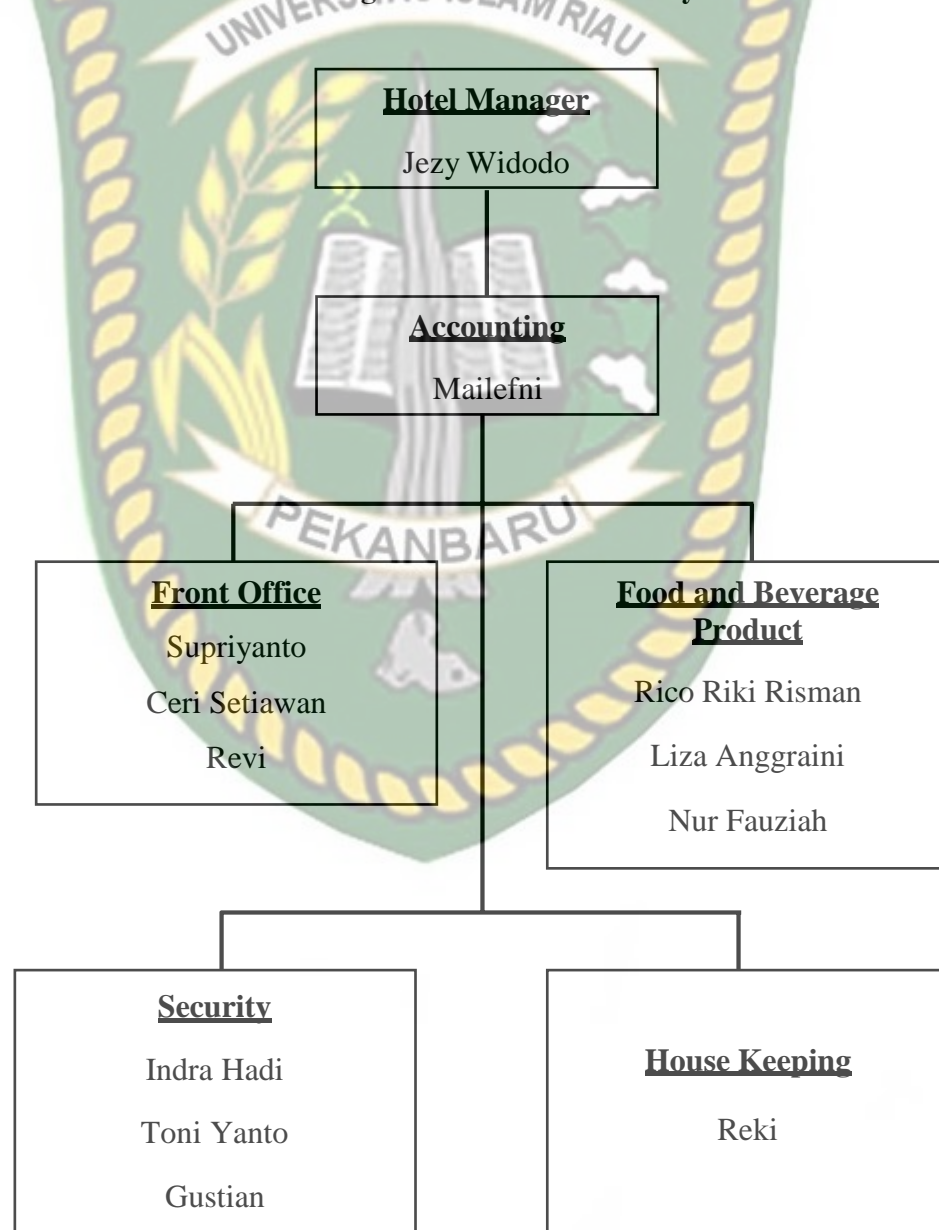 UNIVERSITAS ISLAM RIAU
Hotel Manager
Jezy Widodo
Accounting
Mailefni
PEKANBARU
Front Office
Supriyanto
Ceri Setiawan
Revi
Food and Beverage
Product
Rico Riki Risman
Liza Anggraini
Nur Fauziah
Security
Indra Hadi
Toni Yanto
Gustian
House Keeping
Reki